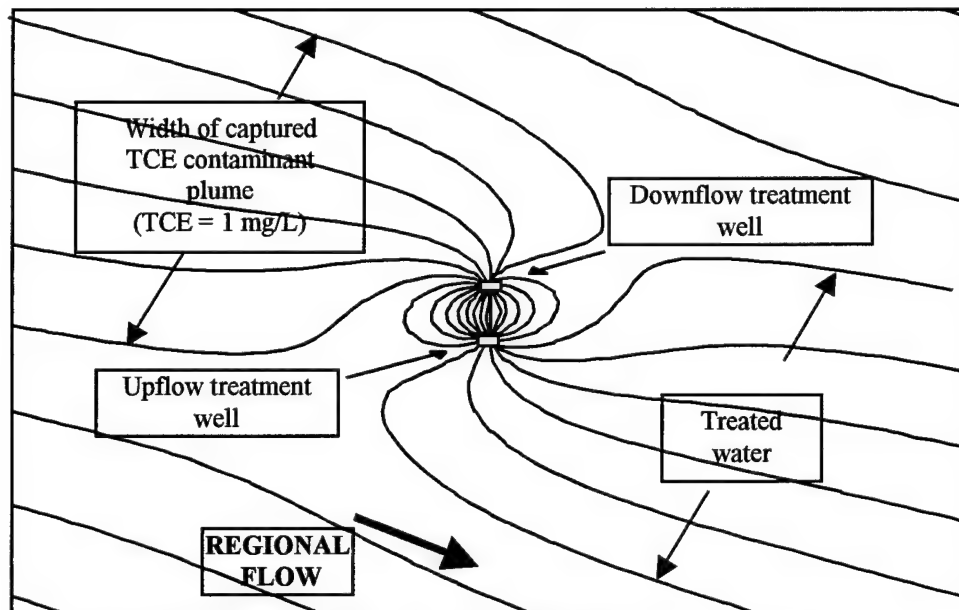 Width of captured
TCE contaminant
plume
(TCE = 1 mg/L)
Downflow treatment
well
Upflow treatment
well
Treated
water
REGIONAL
FLOW